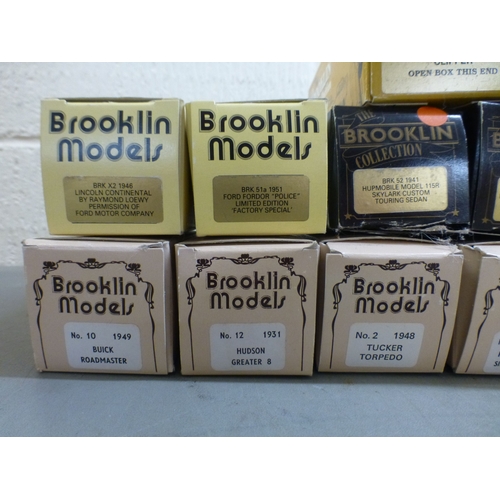 CLIPPER
OPEN BOX THIS END
Brooklin
Models
BRK X2 1946
LINCOLN CONTINENTAL
BY RAYMOND LOEWY
PERMISSION OF
FORD MOTOR COMPANY
Brooklin
Models
BRK 51a 1951
FORD FORDOR "POLICE"
LIMITED EDITION
'FACTORY SPECIAL'
THE
BROOKLIN
COLLECTION
BRK 52 1941
HUPMOBILE MODEL 115R
SKYLARK CUSTOM
TOURING SEDAN
Brooklin
Models
No. 10 1949
BUICK
ROADMASTER
Brooklin
Models
No. 12 1931
HUDSON
GREATER 8
Brooklin
Models
No. 2 1948
TUCKER
TORPEDO